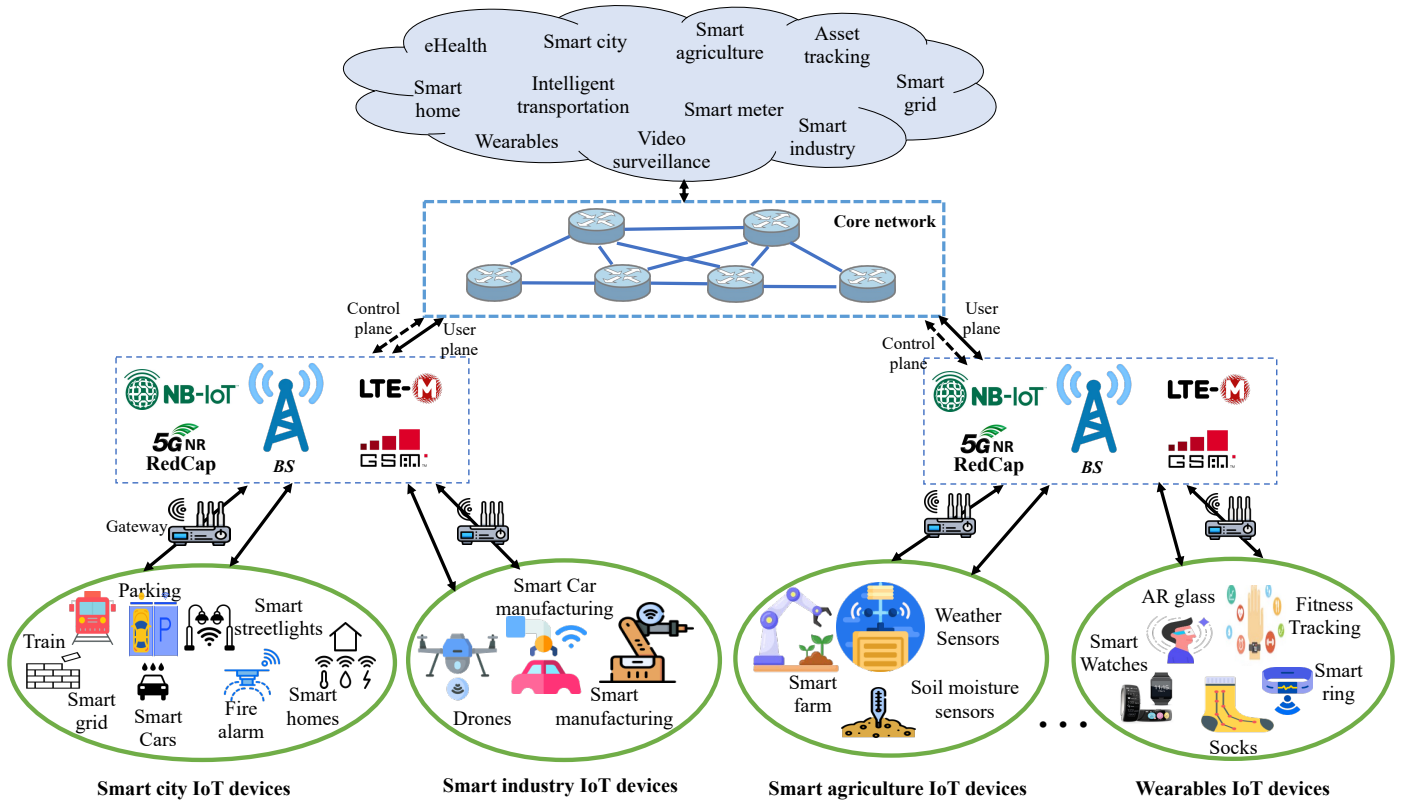 eHealth
Smart city
Smart
agriculture
Asset
tracking
Smart
home
Intelligent
transportation
Smart meter
Smart
grid
Wearables
Video
surveillance
Smart
industry
Core network
Control
plane
User
plane
User
plane
Control
plane
NB-IoT
LTE-M
5G NR
RedCap
BS
GSM
NB-IoT
LTE-M
5G NR
RedCap
BS
GSM
Gateway
Parking
P
Train
Smart
streetlights
Smart
grid
Smart
Cars
Fire
alarm
Smart
homes
Smart Car
manufacturing
Drones
Smart
manufacturing
Weather
Sensors
Smart
farm
Soil moisture
sensors
...
AR glass
Fitness
Tracking
Smart
Watches
Smart
ring
Socks
Smart city IoT devices
Smart industry IoT devices
Smart agriculture IoT devices
Wearables IoT devices